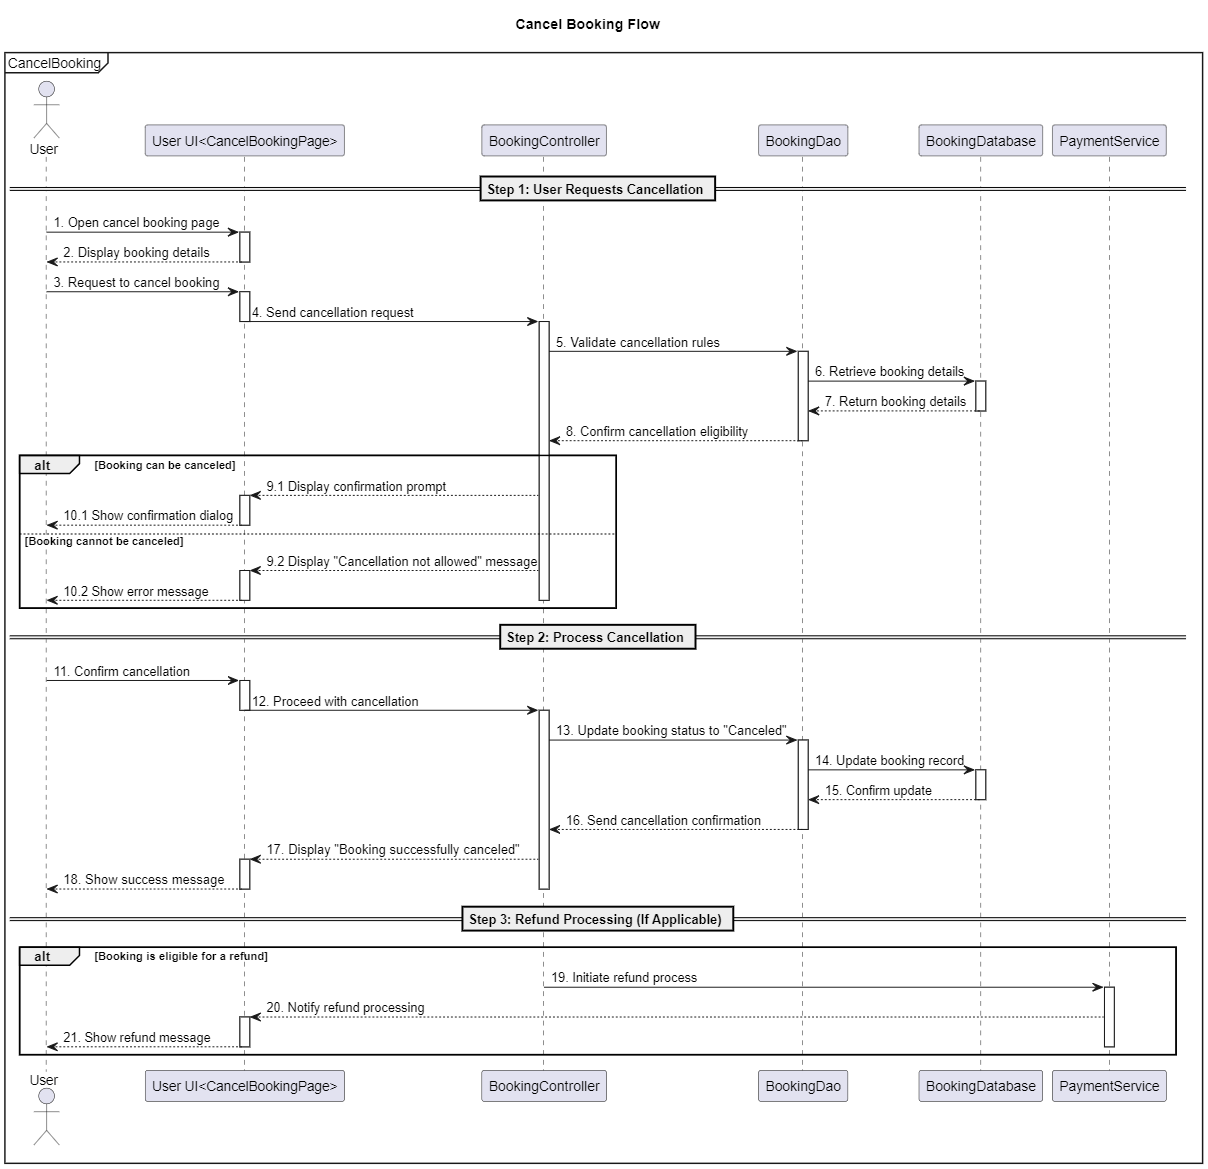 Cancel Booking Flow
CancelBooking
User
User UI<CancelBookingPage>
BookingController
BookingDao
BookingDatabase
PaymentService
Step 1: User Requests Cancellation
1. Open cancel booking page
2. Display booking details
3. Request to cancel booking
4. Send cancellation request
5. Validate cancellation rules
6. Retrieve booking details
7. Return booking details
8. Confirm cancellation eligibility
alt
[Booking can be canceled]
9.1 Display confirmation prompt
10.1 Show confirmation dialog
[Booking cannot be canceled]
9.2 Display "Cancellation not allowed" message
10.2 Show error message
Step 2: Process Cancellation
11. Confirm cancellation
12. Proceed with cancellation
13. Update booking status to "Canceled"
14. Update booking record
15. Confirm update
16. Send cancellation confirmation
17. Display "Booking successfully canceled"
18. Show success message
Step 3: Refund Processing (If Applicable)
alt
[Booking is eligible for a refund]
19. Initiate refund process
20. Notify refund processing
21. Show refund message
User
User UI<CancelBookingPage>
BookingController
BookingDao
BookingDatabase
PaymentService